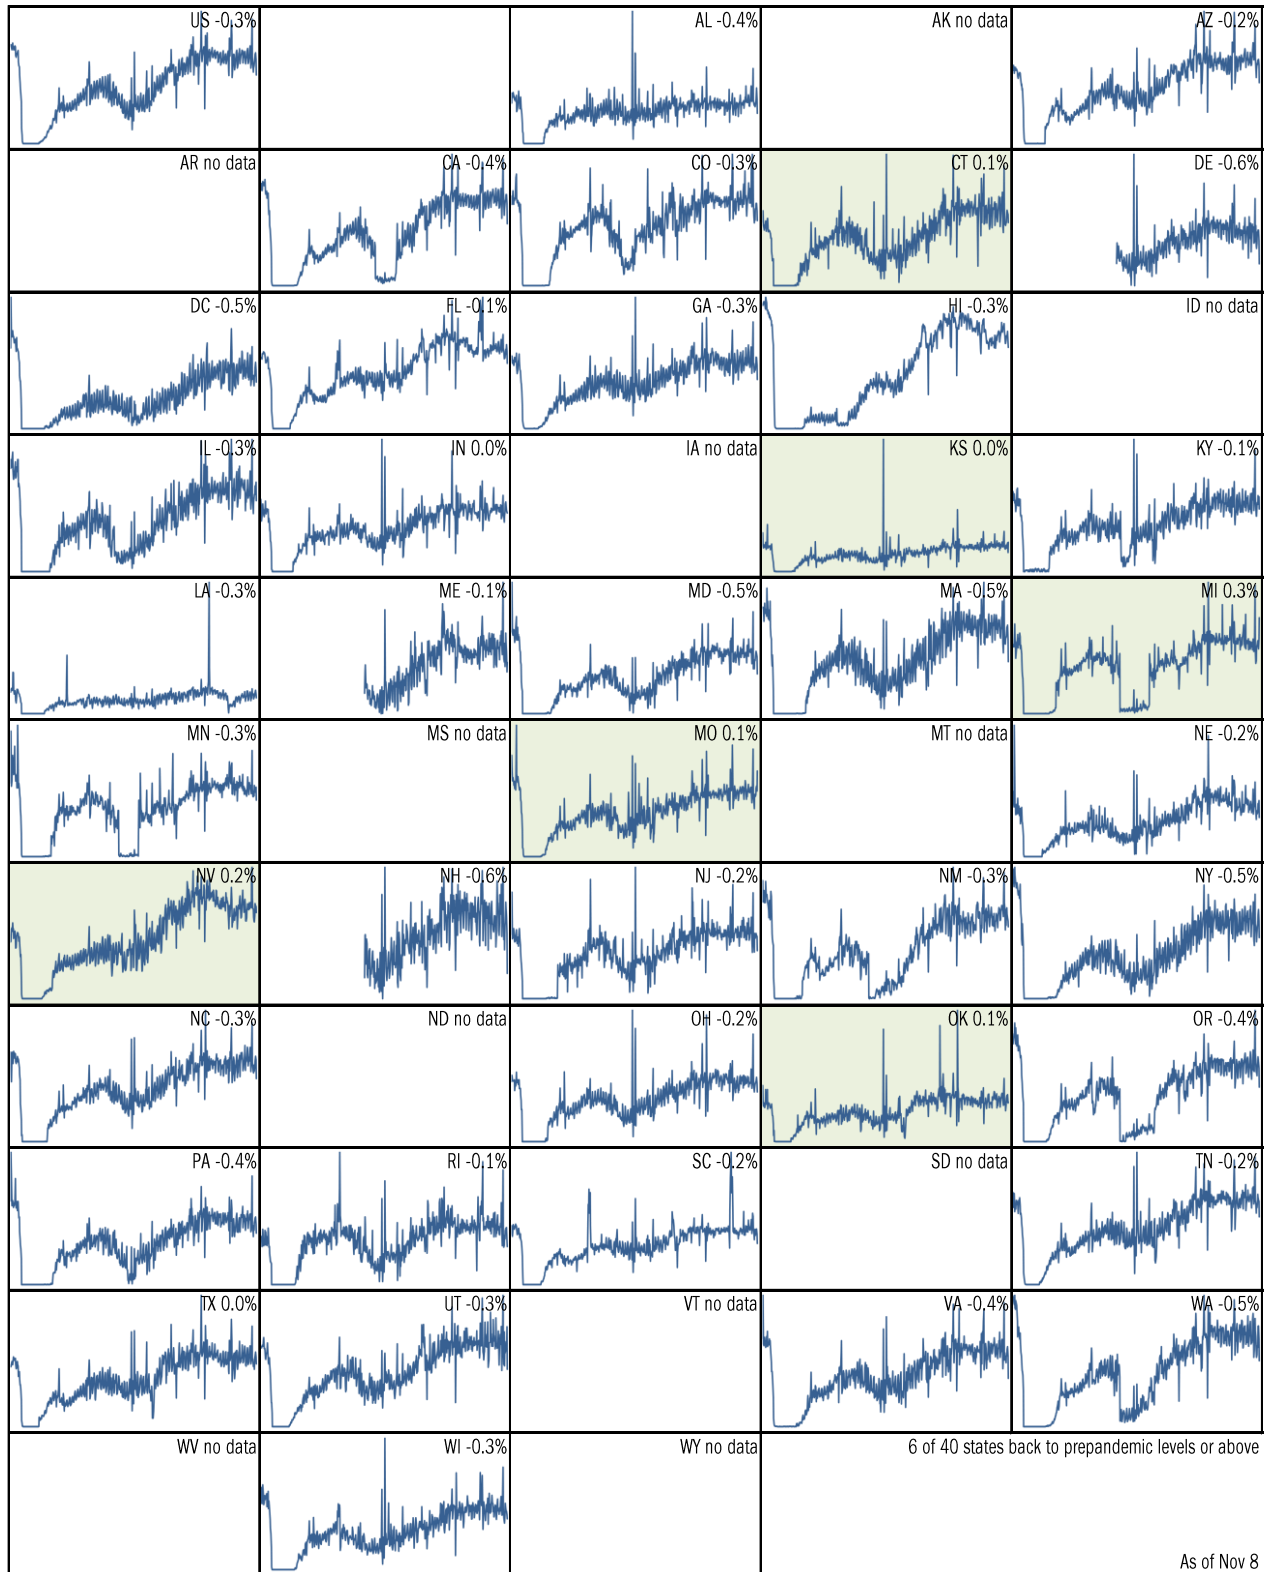 US -0.3%
AL -0.4%
AK no data
AZ -0.2%
AR no data
CA -0.4%
CO -0.3%
CT 0.1%
DE -0.6%
DC -0.5%
FL -0.1%
GA -0.3%
HI -0.3%
ID no data
IL -0.3%
IN 0.0%
IA no data
KS 0.0%
KY -0.1%
LA -0.3%
ME -0.1%
MD -0.5%
MA -0.5%
MI 0.3%
MN -0.3%
MS no data
MO 0.1%
MT no data
NE -0.2%
NV 0.2%
NH -0.6%
NJ -0.2%
NM -0.3%
NY -0.5%
NC -0.3%
ND no data
OH -0.2%
OK 0.1%
OR -0.4%
PA -0.4%
RI -0.1%
SC -0.2%
SD no data
TN -0.2%
TX 0.0%
UT -0.3%
VT no data
VA -0.4%
WA -0.5%
WV no data
WI -0.3%
WY no data
6 of 40 states back to prepandemic levels or above
As of Nov 8